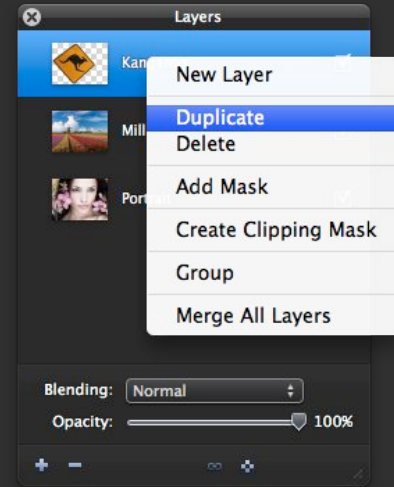 Layers
Kan
New Layer
Duplicate
Mill
Delete
Add Mask
Port
Create Clipping Mask
Group
Merge All Layers
Blending: Normal
Opacity: 100%